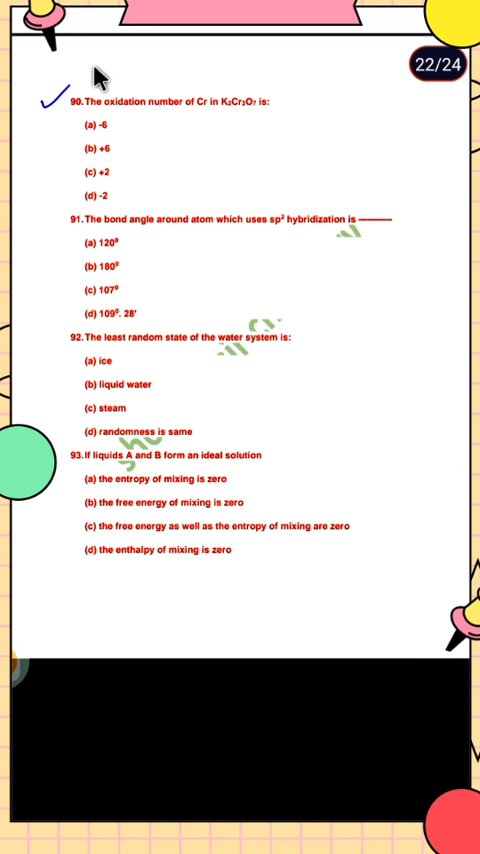 22/24
90. The oxidation number of Cr in K₂Cr₂O₇ is:
(a) -6
(b) +6
(c) +2
(d) -2
91. The bond angle around atom which uses sp² hybridization is ———
(a) 120⁰
(b) 180⁰
(c) 107⁰
(d) 109⁰. 28'
92. The least random state of the water system is:
(a) ice
(b) liquid water
(c) steam
(d) randomness is same
93. If liquids A and B form an ideal solution
(a) the entropy of mixing is zero
(b) the free energy of mixing is zero
(c) the free energy as well as the entropy of mixing are zero
(d) the enthalpy of mixing is zero